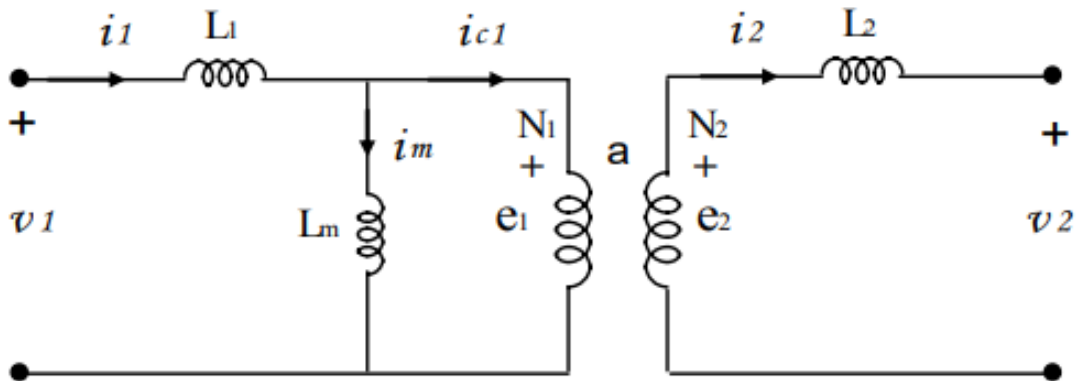 i1 L1 ic1 i2 L2
+ N1 a N2 +
im + +
v1 Lm e1 e2 v2